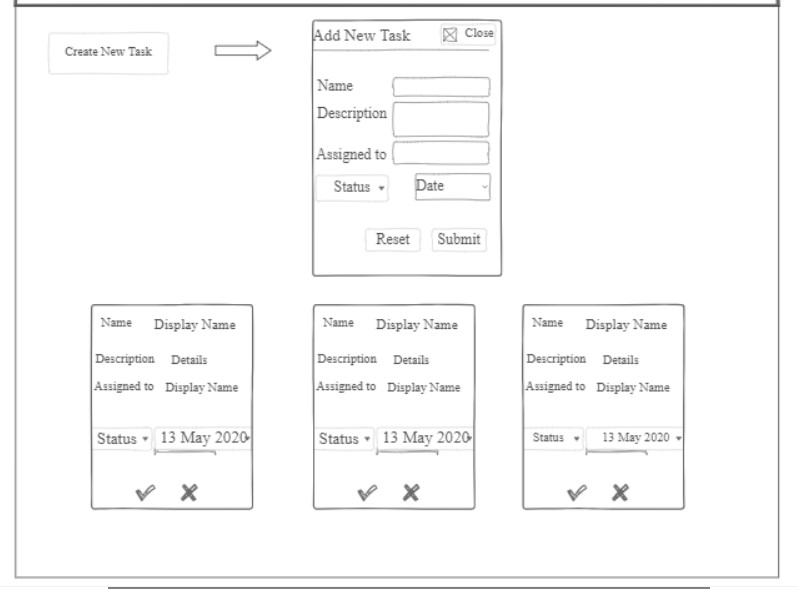 Create New Task
Add New Task
Close
Name
Description
Assigned to
Status
Date
Reset
Submit
Name Display Name
Description Details
Assigned to Display Name
Status 13 May 2020
Name Display Name
Description Details
Assigned to Display Name
Status 13 May 2020
Name Display Name
Description Details
Assigned to Display Name
Status 13 May 2020